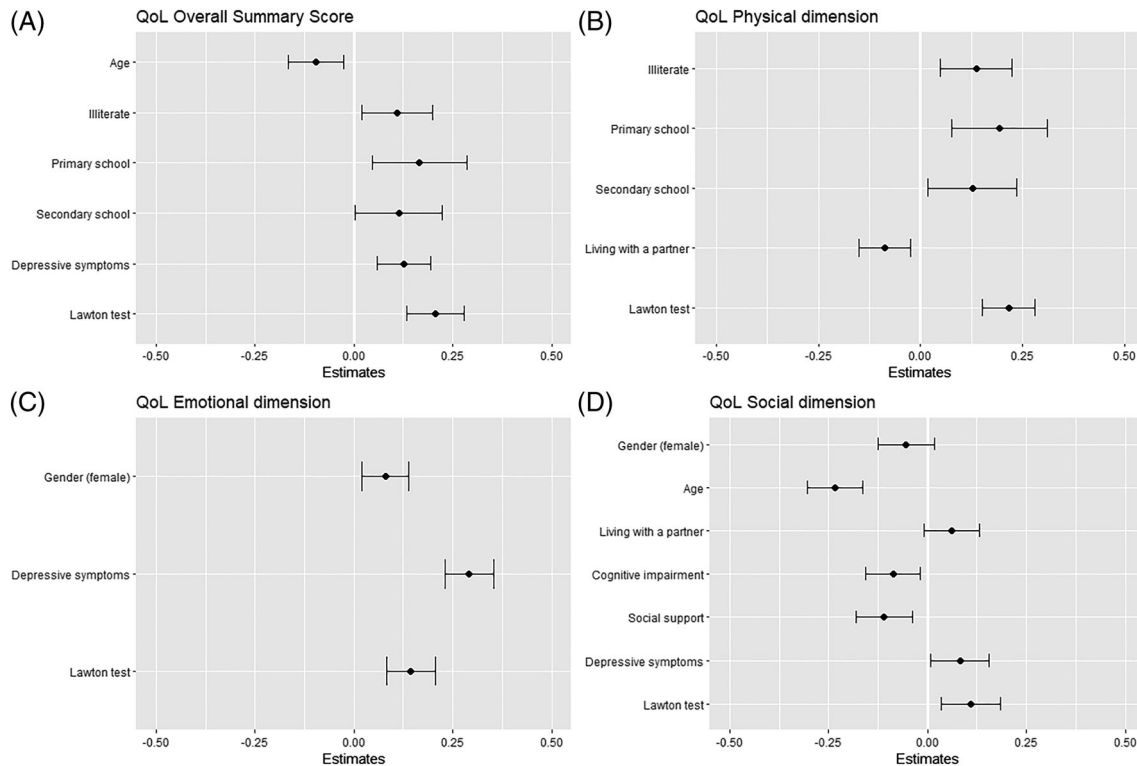 (A)
QoL Overall Summary Score
Age
Illiterate
Primary school
Secondary school
Depressive symptoms
Lawton test
-0.50 -0.25 0.00 0.25 0.50
Estimates
(B)
QoL Physical dimension
Illiterate
Primary school
Secondary school
Living with a partner
Lawton test
-0.50 -0.25 0.00 0.25 0.50
Estimates
(C)
QoL Emotional dimension
Gender (female)
Depressive symptoms
Lawton test
-0.50 -0.25 0.00 0.25 0.50
Estimates
(D)
QoL Social dimension
Gender (female)
Age
Living with a partner
Cognitive impairment
Social support
Depressive symptoms
Lawton test
-0.50 -0.25 0.00 0.25 0.50
Estimates